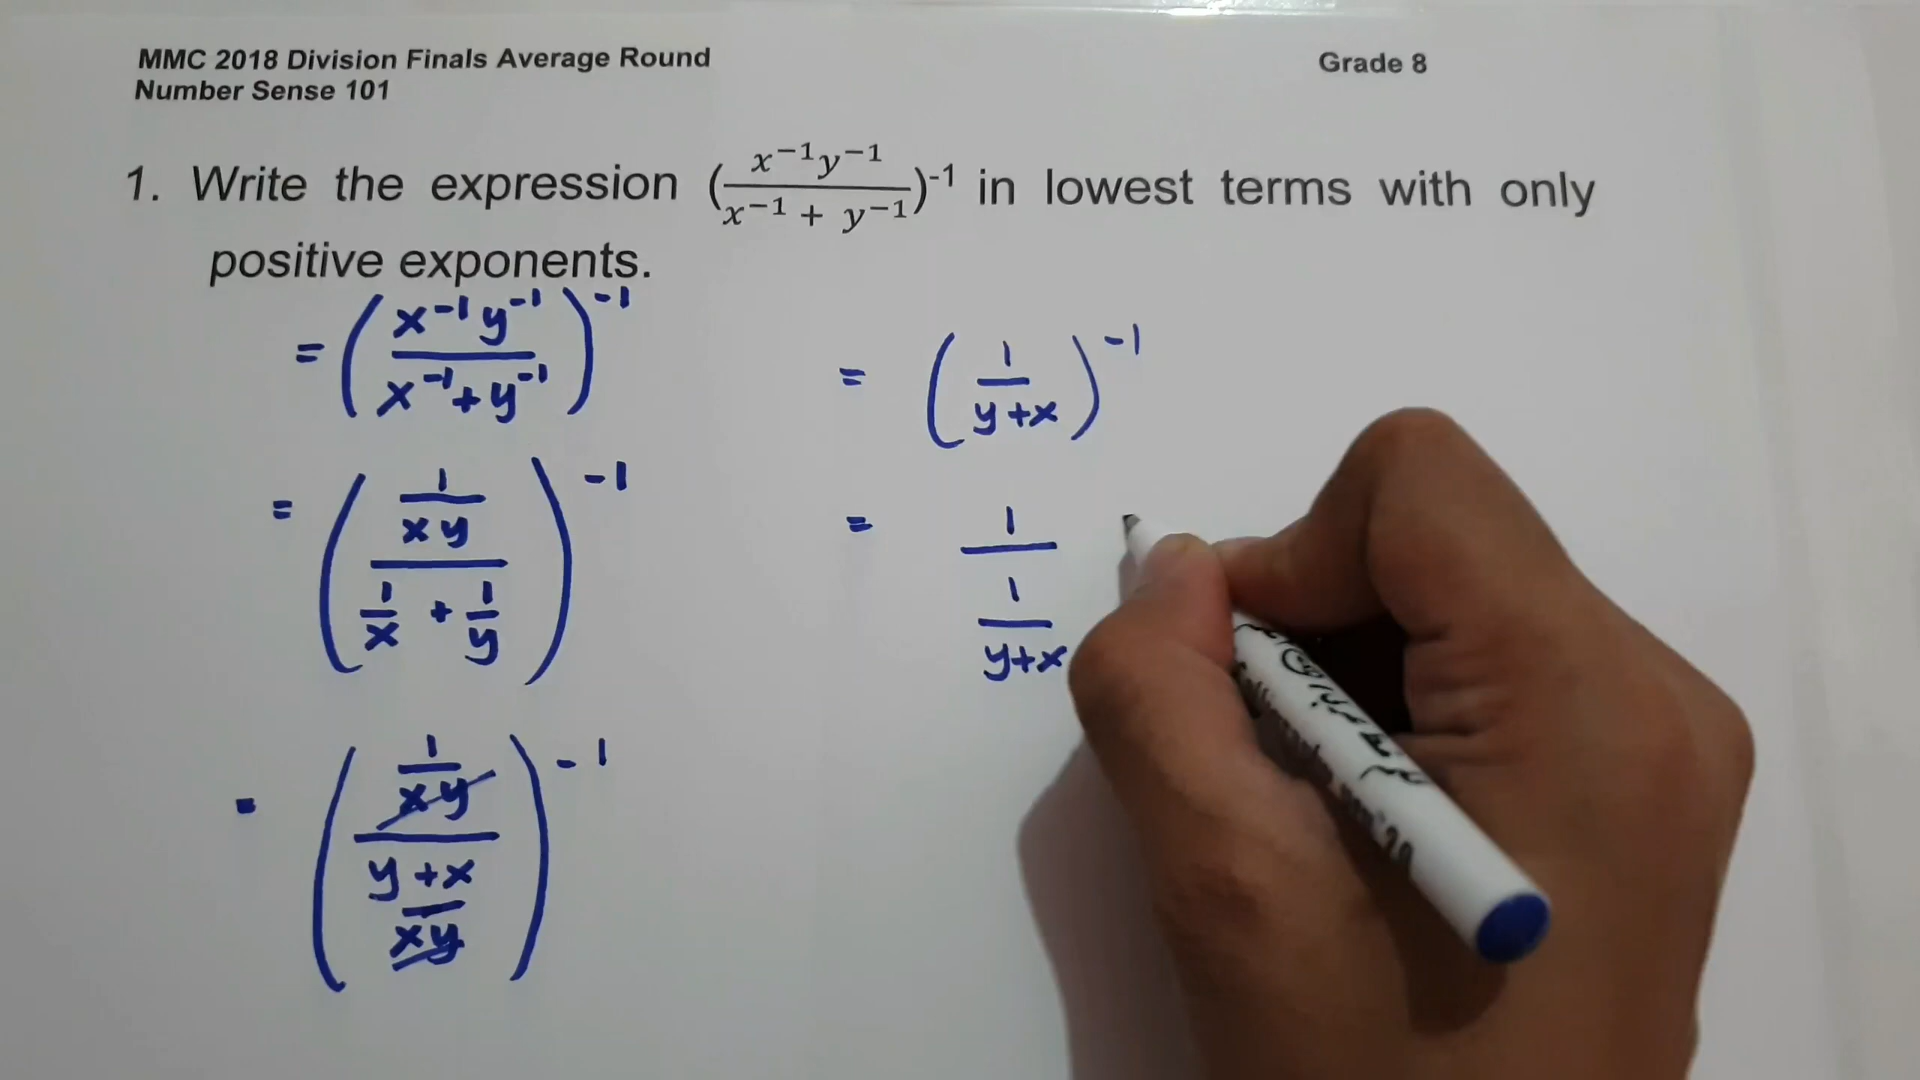 MMC 2018 Division Finals Average Round
Grade 8
Number Sense 101
1. Write the expression (x⁻¹y⁻¹/(x⁻¹ + y⁻¹))⁻¹ in lowest terms with only
positive exponents.
= (x⁻¹y⁻¹/(x⁻¹+y⁻¹))⁻¹
= ((1/xy)/(1/x + 1/y))⁻¹
= ((1/xy)/((y+x)/xy))⁻¹
= (1/(y+x))⁻¹
= 1/(1/(y+x))